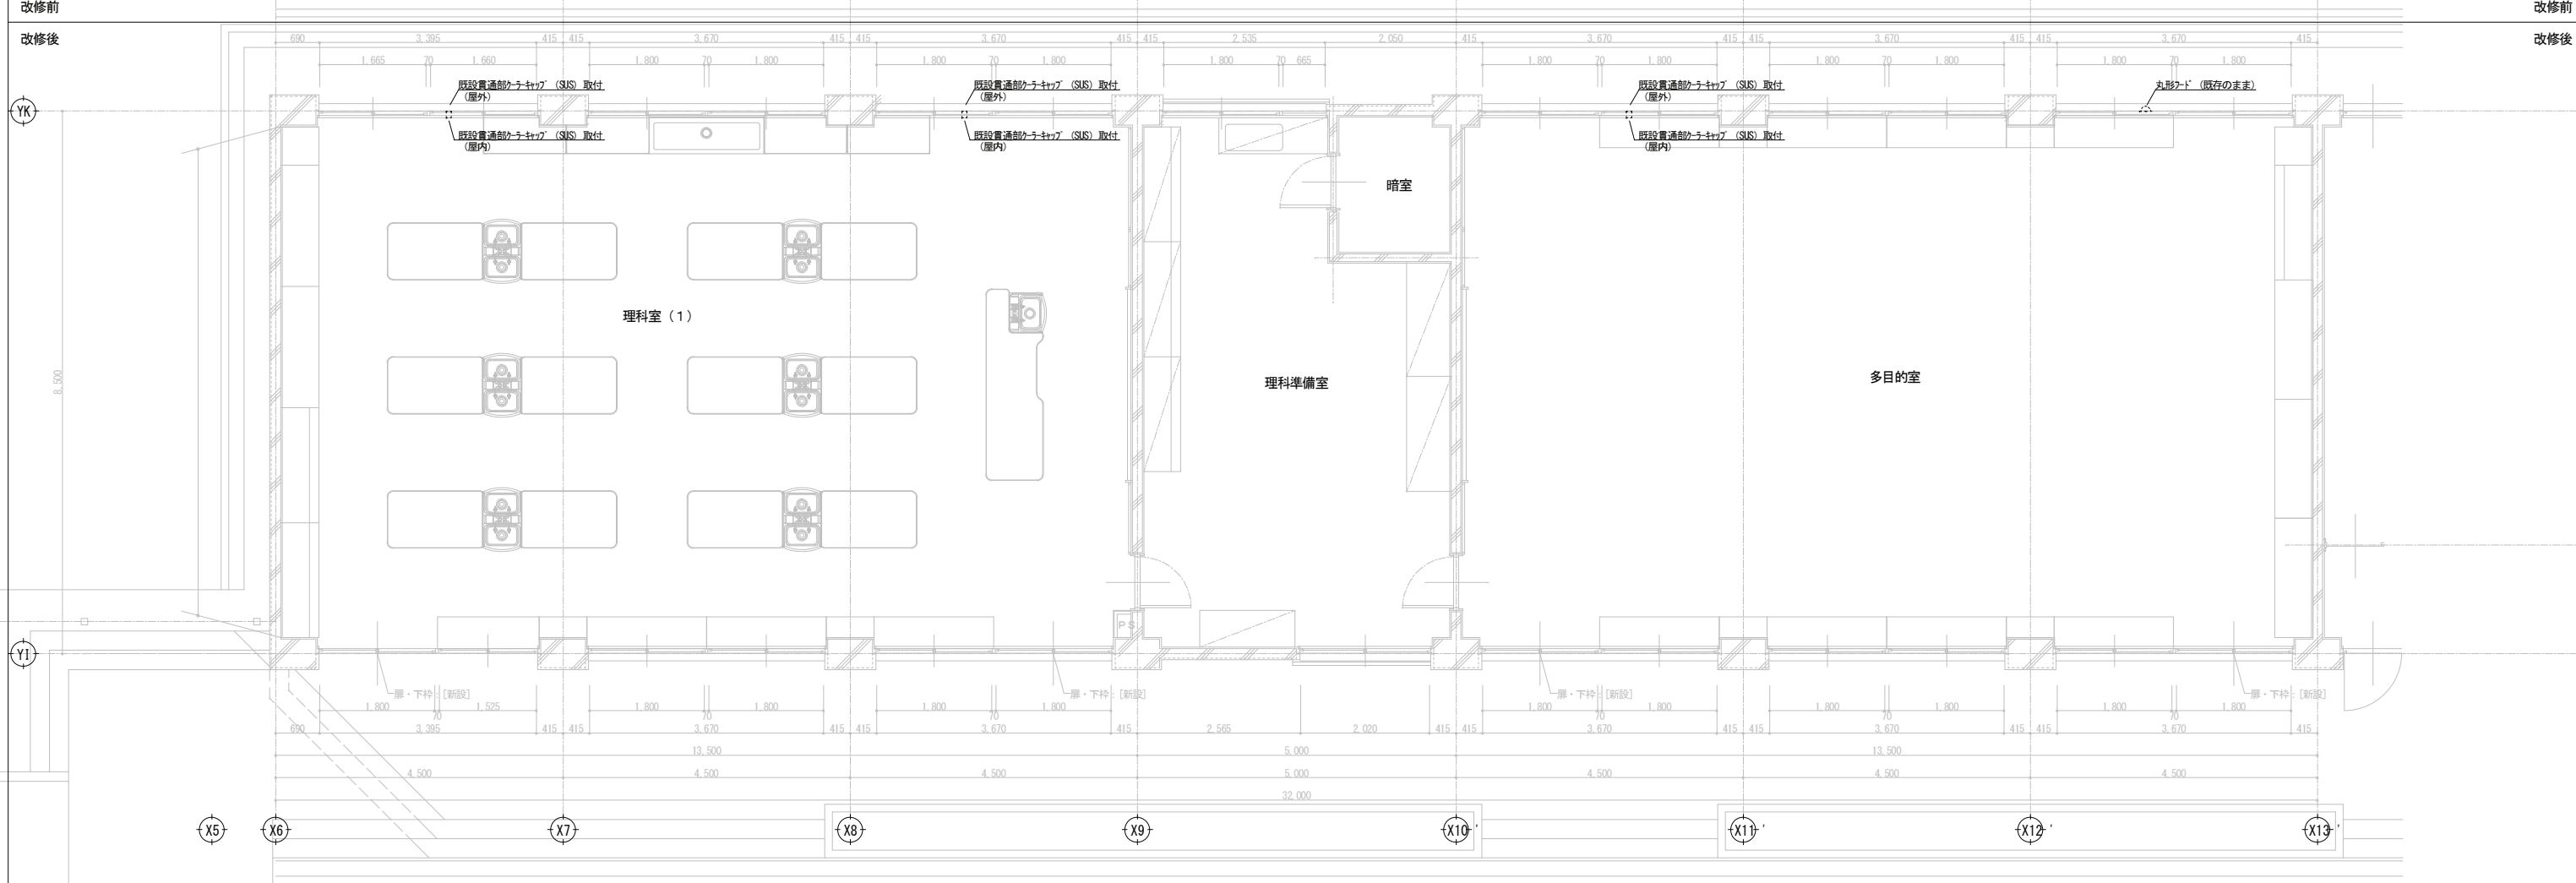 改修前 改修前
改修後 改修後
690 3,395 415 415 3,670 415 415 3,670 415 415 2,535 2,050 415 415 3,670 415 415 3,670 415 415 3,670 415
1,665 70 1,660 1,800 70 1,800 1,800 70 1,800 1,800 70 665 1,800 70 1,800 1,800 70 1,800 1,800 70 1,800
既設貫通部ｸｰﾗｰｷｬｯﾌﾟ（SUS）取付
（屋外）
既設貫通部ｸｰﾗｰｷｬｯﾌﾟ（SUS）取付
（屋外）
既設貫通部ｸｰﾗｰｷｬｯﾌﾟ（SUS）取付
（屋外）
丸形ﾌｰﾄﾞ（既存のまま）
YK
既設貫通部ｸｰﾗｰｷｬｯﾌﾟ（SUS）取付
（屋内）
既設貫通部ｸｰﾗｰｷｬｯﾌﾟ（SUS）取付
（屋内）
既設貫通部ｸｰﾗｰｷｬｯﾌﾟ（SUS）取付
（屋内）
暗室
理科室（１）
8,500
理科準備室
多目的室
PS
YI
扉・下枠：[新設] 扉・下枠：[新設] 扉・下枠：[新設] 扉・下枠：[新設]
1,800 70 1,525 1,800 70 1,800 1,800 70 1,800 1,800 70 1,800 1,800 70 1,800 1,800 70 1,800
690 3,395 415 415 3,670 415 415 3,670 415 2,565 2,020 415 415 3,670 415 415 3,670 415 415 3,670 415
13,500 5,000 13,500
4,500 4,500 4,500 5,000 4,500 4,500 4,500
32,000
X5 X6 X7 X8 X9 X10' X11' X12' X13'